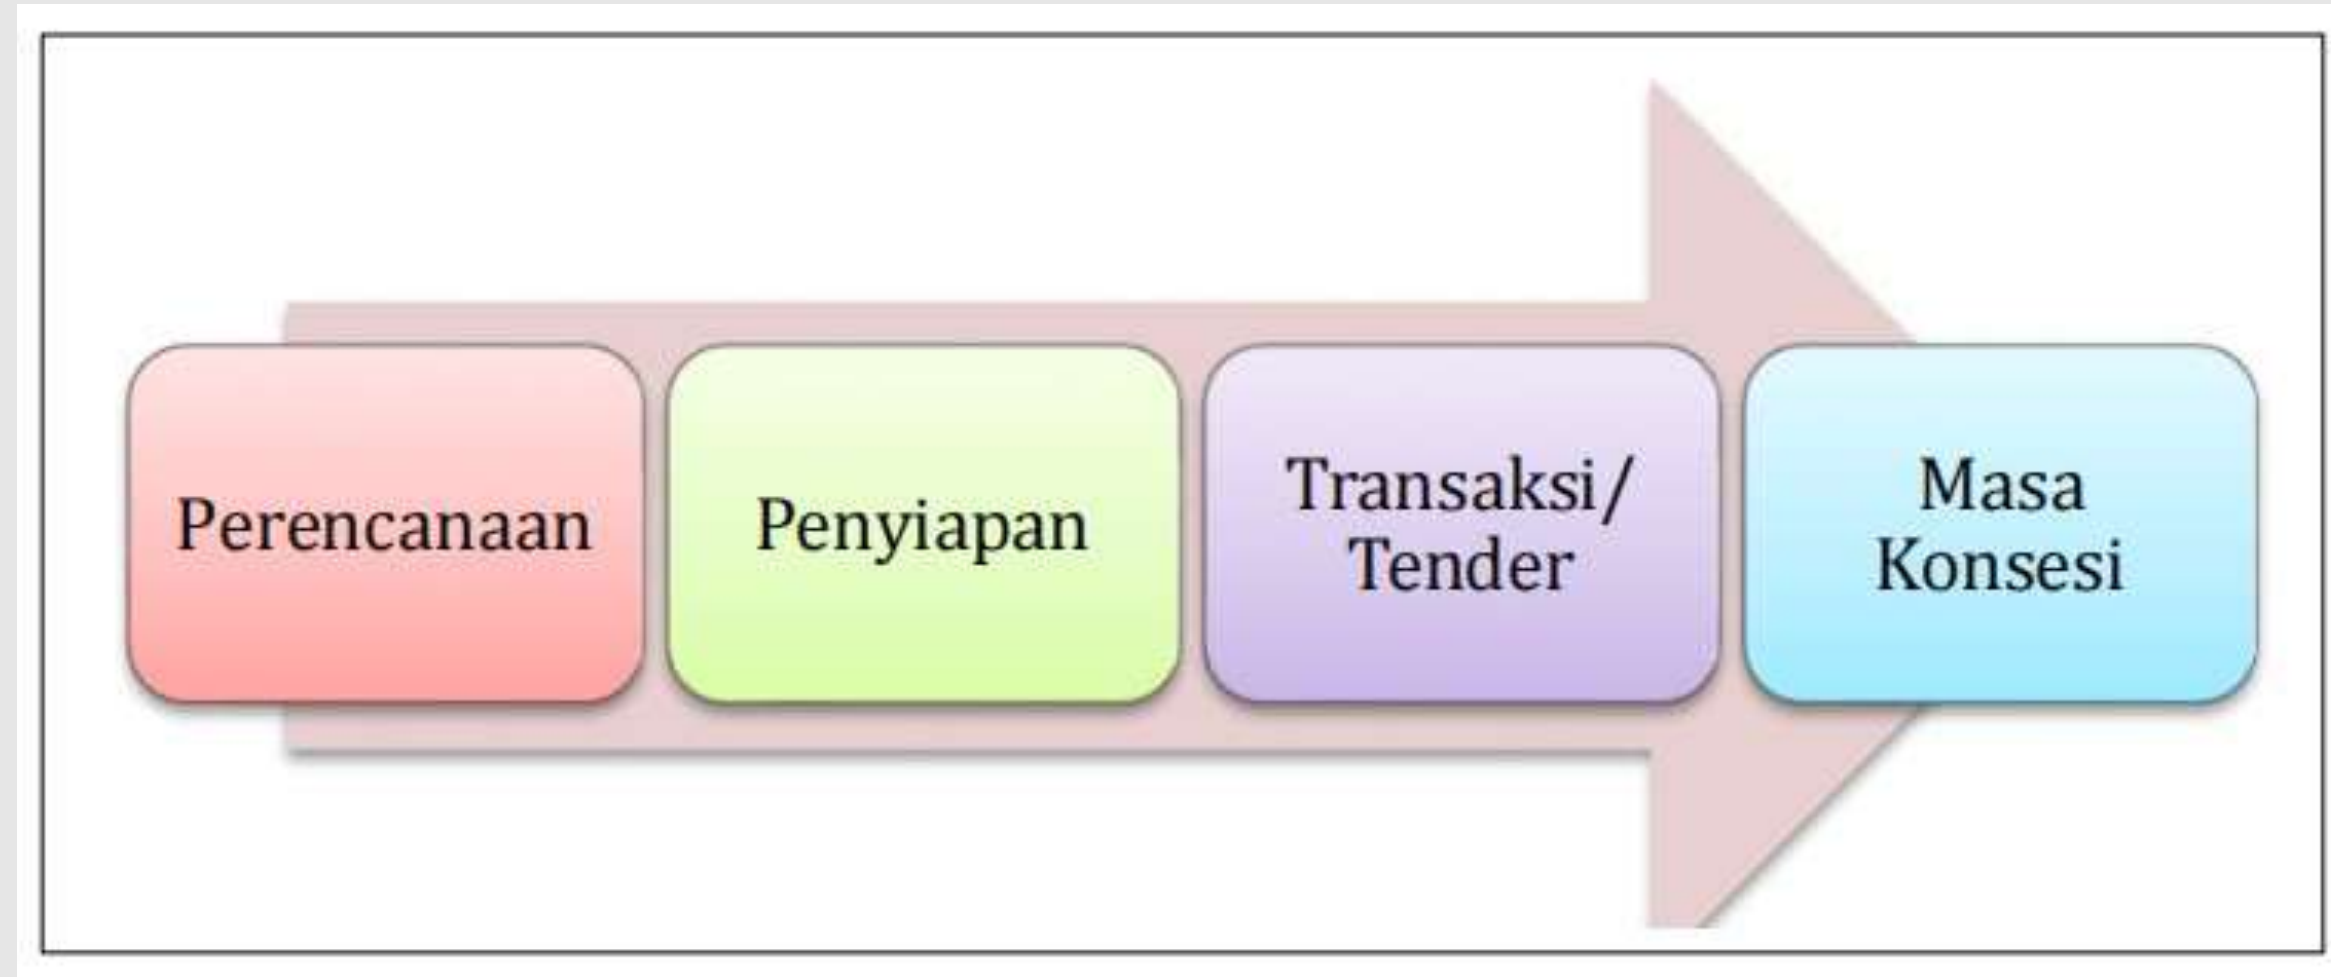 Perencanaan
Penyiapan
Transaksi/
Tender
Masa
Konsesi